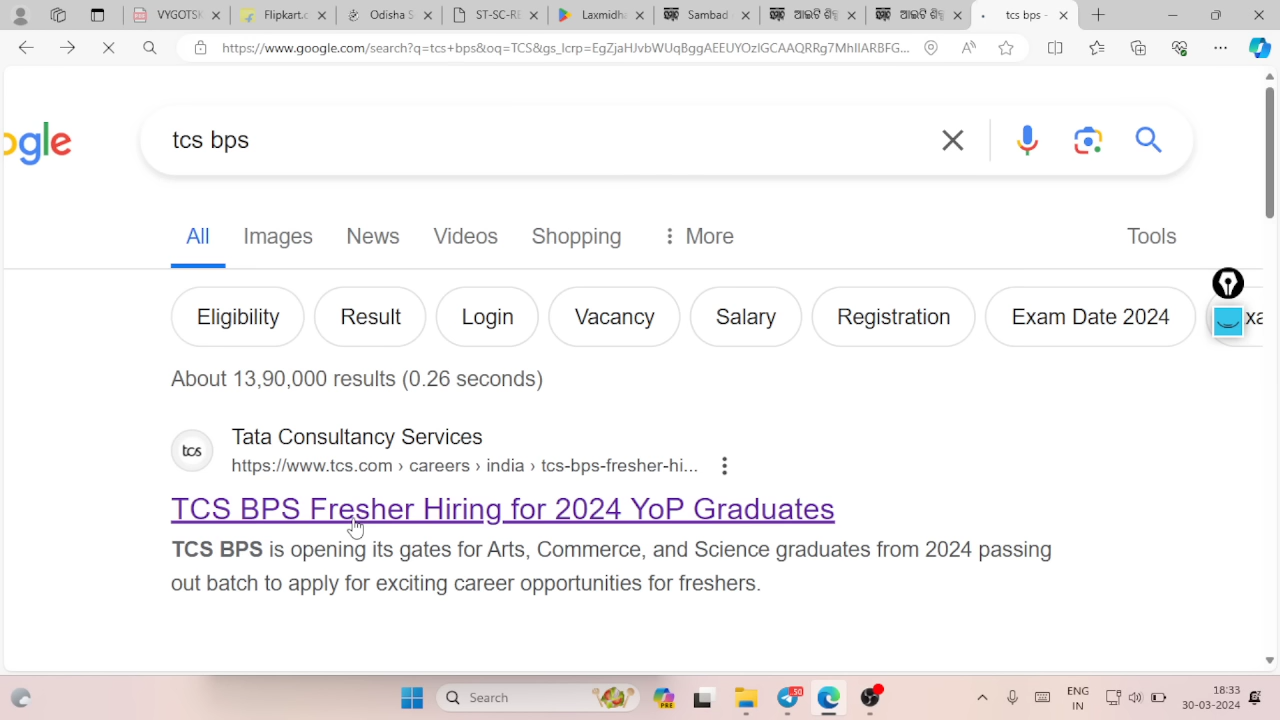 VYGOTSK
Flipkart.c
Odisha S
ST-SC-RE
Laxmidha
Sambad
tcs bps -
https://www.google.com/search?q=tcs+bps&oq=TCS&gs_lcrp=
ogle
tcs bps
All Images News Videos Shopping More Tools
Eligibility Result Login Vacancy Salary Registration Exam Date 2024 xa
About 13,90,000 results (0.26 seconds)
tcs
Tata Consultancy Services
https://www.tcs.com › careers › india › tcs-bps-fresher-hi...
TCS BPS Fresher Hiring for 2024 YoP Graduates
TCS BPS is opening its gates for Arts, Commerce, and Science graduates from 2024 passing
out batch to apply for exciting career opportunities for freshers.
Search
PRE
50
ENG
IN
18:33
30-03-2024